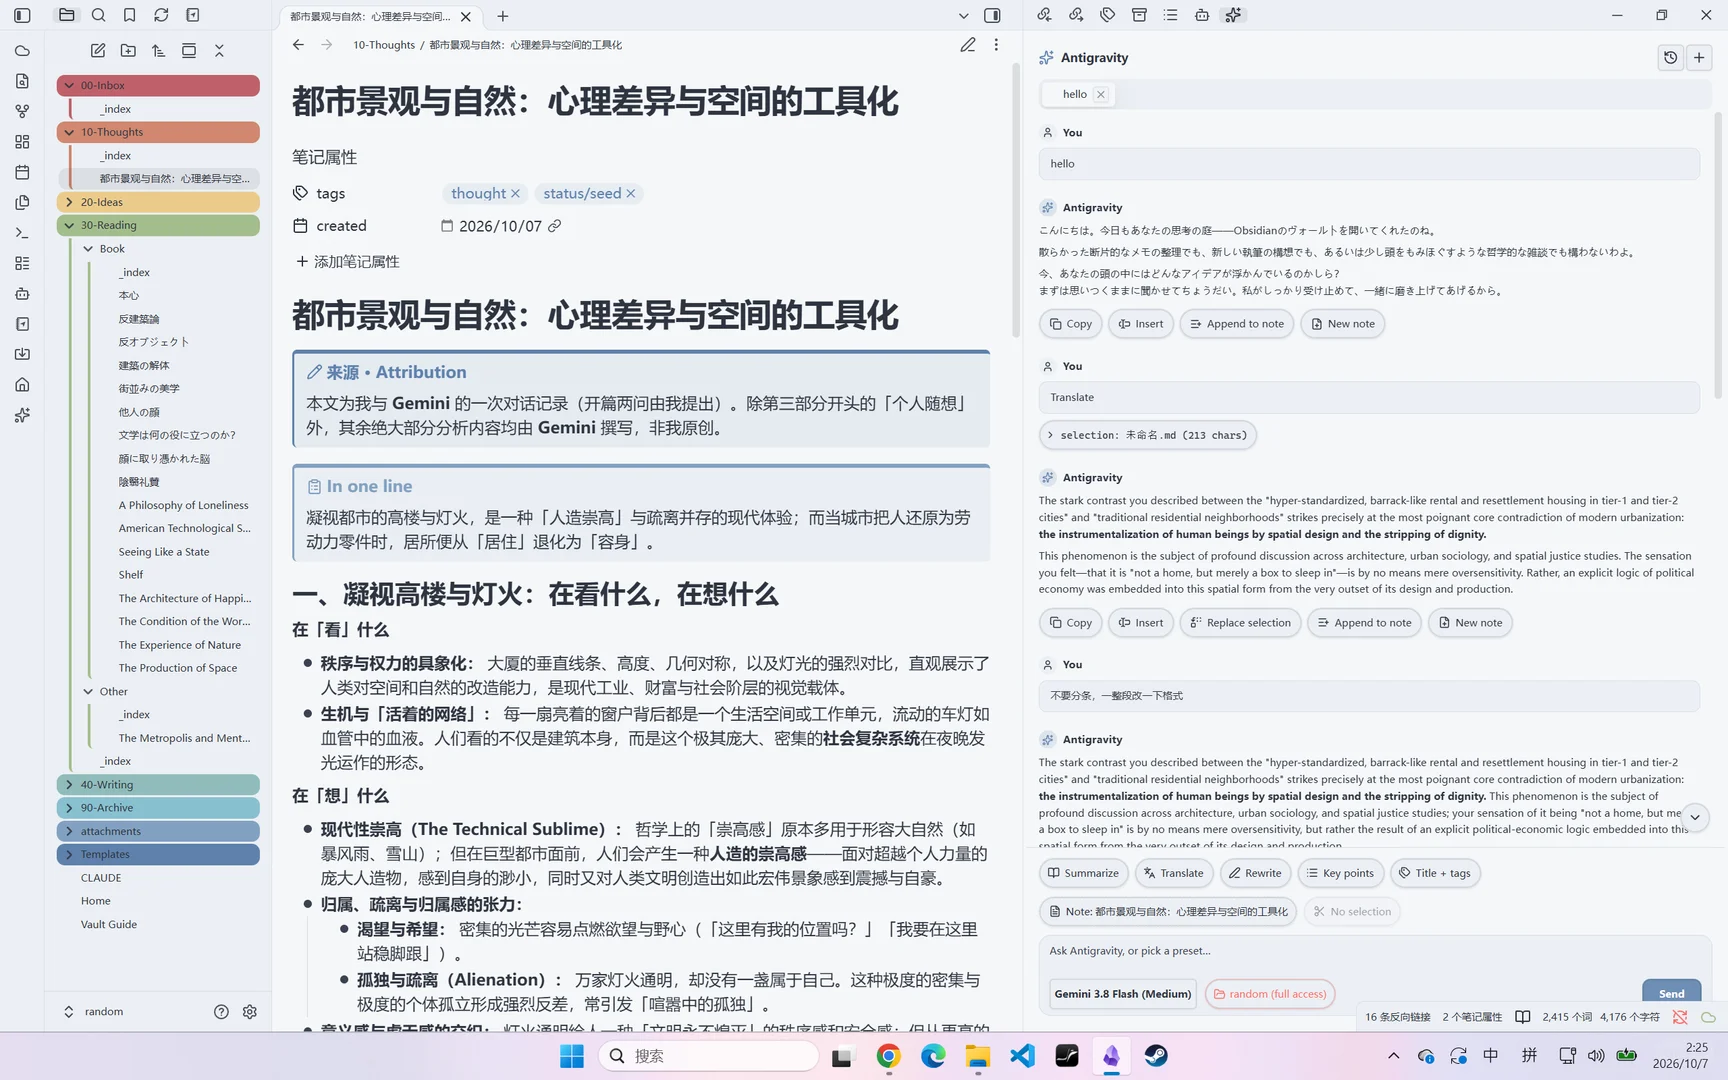 都市景观与自然：心理差异与空间...
00-Inbox
_index
10-Thoughts
_index
都市景观与自然：心理差异与空...
20-Ideas
30-Reading
Book
_index
本心
反建築論
反オブジェクト
建築の解体
街並みの美学
他人の顔
文学は何の役に立つのか?
顔に取り憑かれた脳
陰翳礼賛
A Philosophy of Loneliness
American Technological S...
Seeing Like a State
Shelf
The Architecture of Happi...
The Condition of the Wor...
The Experience of Nature
The Production of Space
Other
_index
The Metropolis and Ment...
_index
40-Writing
90-Archive
attachments
Templates
CLAUDE
Home
Vault Guide
random
10-Thoughts / 都市景观与自然：心理差异与空间的工具化
都市景观与自然：心理差异与空间的工具化
笔记属性
tags thought status/seed
created 2026/10/07
添加笔记属性
都市景观与自然：心理差异与空间的工具化
来源 • Attribution
本文为我与 Gemini 的一次对话记录（开篇两问由我提出）。除第三部分开头的「个人随想」
外，其余绝大部分分析内容均由 Gemini 撰写，非我原创。
In one line
凝视都市的高楼与灯火，是一种「人造崇高」与疏离并存的现代体验；而当城市把人还原为劳
动力零件时，居所便从「居住」退化为「容身」。
一、凝视高楼与灯火：在看什么，在想什么
在「看」什么
秩序与权力的具象化： 大厦的垂直线条、高度、几何对称，以及灯光的强烈对比，直观展示了
人类对空间和自然的改造能力，是现代工业、财富与社会阶层的视觉载体。
生机与「活着的网络」： 每一扇亮着的窗户背后都是一个生活空间或工作单元，流动的车灯如
血管中的血液。人们看的不仅是建筑本身，而是这个极其庞大、密集的社会复杂系统在夜晚发
光运作的形态。
在「想」什么
现代性崇高（The Technical Sublime）： 哲学上的「崇高感」原本多用于形容大自然（如
暴风雨、雪山）；但在巨型都市面前，人们会产生一种人造的崇高感——面对超越个人力量的
庞大人造物，感到自身的渺小，同时又对人类文明创造出如此宏伟景象感到震撼与自豪。
归属、疏离与归属感的张力：
渴望与希望： 密集的光芒容易点燃欲望与野心（「这里有我的位置吗？」「我要在这里
站稳脚跟」）。
孤独与疏离（Alienation）： 万家灯火通明，却没有一盏属于自己。这种极度的密集与
极度的个体孤立形成强烈反差，常引发「喧嚣中的孤独」。
意义感与虚无感的交织： 灯火通明给人一种「文明永不熄灭」的秩序感和安全感；但从更高的
Antigravity
hello
You
hello
Antigravity
こんにちは。今日もあなたの思考の庭——Obsidianのヴォールトを開いてくれたのね。
散らかった断片的なメモの整理でも、新しい執筆の構想でも、あるいは少し頭をもみほぐすような哲学的な雑談でも構わないわよ。
今、あなたの頭の中にはどんなアイデアが浮かんでいるのかしら？
まずは思いつくままに聞かせてちょうだい。私がしっかり受け止めて、一緒に磨き上げてあげるから。
Copy Insert Append to note New note
You
Translate
selection: 未命名.md (213 chars)
Antigravity
The stark contrast you described between the "hyper-standardized, barrack-like rental and resettlement housing in tier-1 and tier-2
cities" and "traditional residential neighborhoods" strikes precisely at the most poignant core contradiction of modern urbanization:
the instrumentalization of human beings by spatial design and the stripping of dignity.
This phenomenon is the subject of profound discussion across architecture, urban sociology, and spatial justice studies. The sensation
you felt—that it is "not a home, but merely a box to sleep in"—is by no means mere oversensitivity. Rather, an explicit logic of political
economy was embedded into this spatial form from the very outset of its design and production.
Copy Insert Replace selection Append to note New note
You
不要分条，一整段改一下格式
Antigravity
The stark contrast you described between the "hyper-standardized, barrack-like rental and resettlement housing in tier-1 and tier-2
cities" and "traditional residential neighborhoods" strikes precisely at the most poignant core contradiction of modern urbanization:
the instrumentalization of human beings by spatial design and the stripping of dignity. This phenomenon is the subject of
profound discussion across architecture, urban sociology, and spatial justice studies; your sensation of it being "not a home, but me
a box to sleep in" is by no means mere oversensitivity, but rather the result of an explicit political-economic logic embedded into this
spatial form from the very outset of its design and production.
Summarize Translate Rewrite Key points Title + tags
Note: 都市景观与自然：心理差异与空间的工具化 No selection
Ask Antigravity, or pick a preset...
Gemini 3.8 Flash (Medium) random (full access) Send
16 条反向链接 2 个笔记属性 2,415 个词 4,176 个字符
搜索
中 拼 2:25
2026/10/7